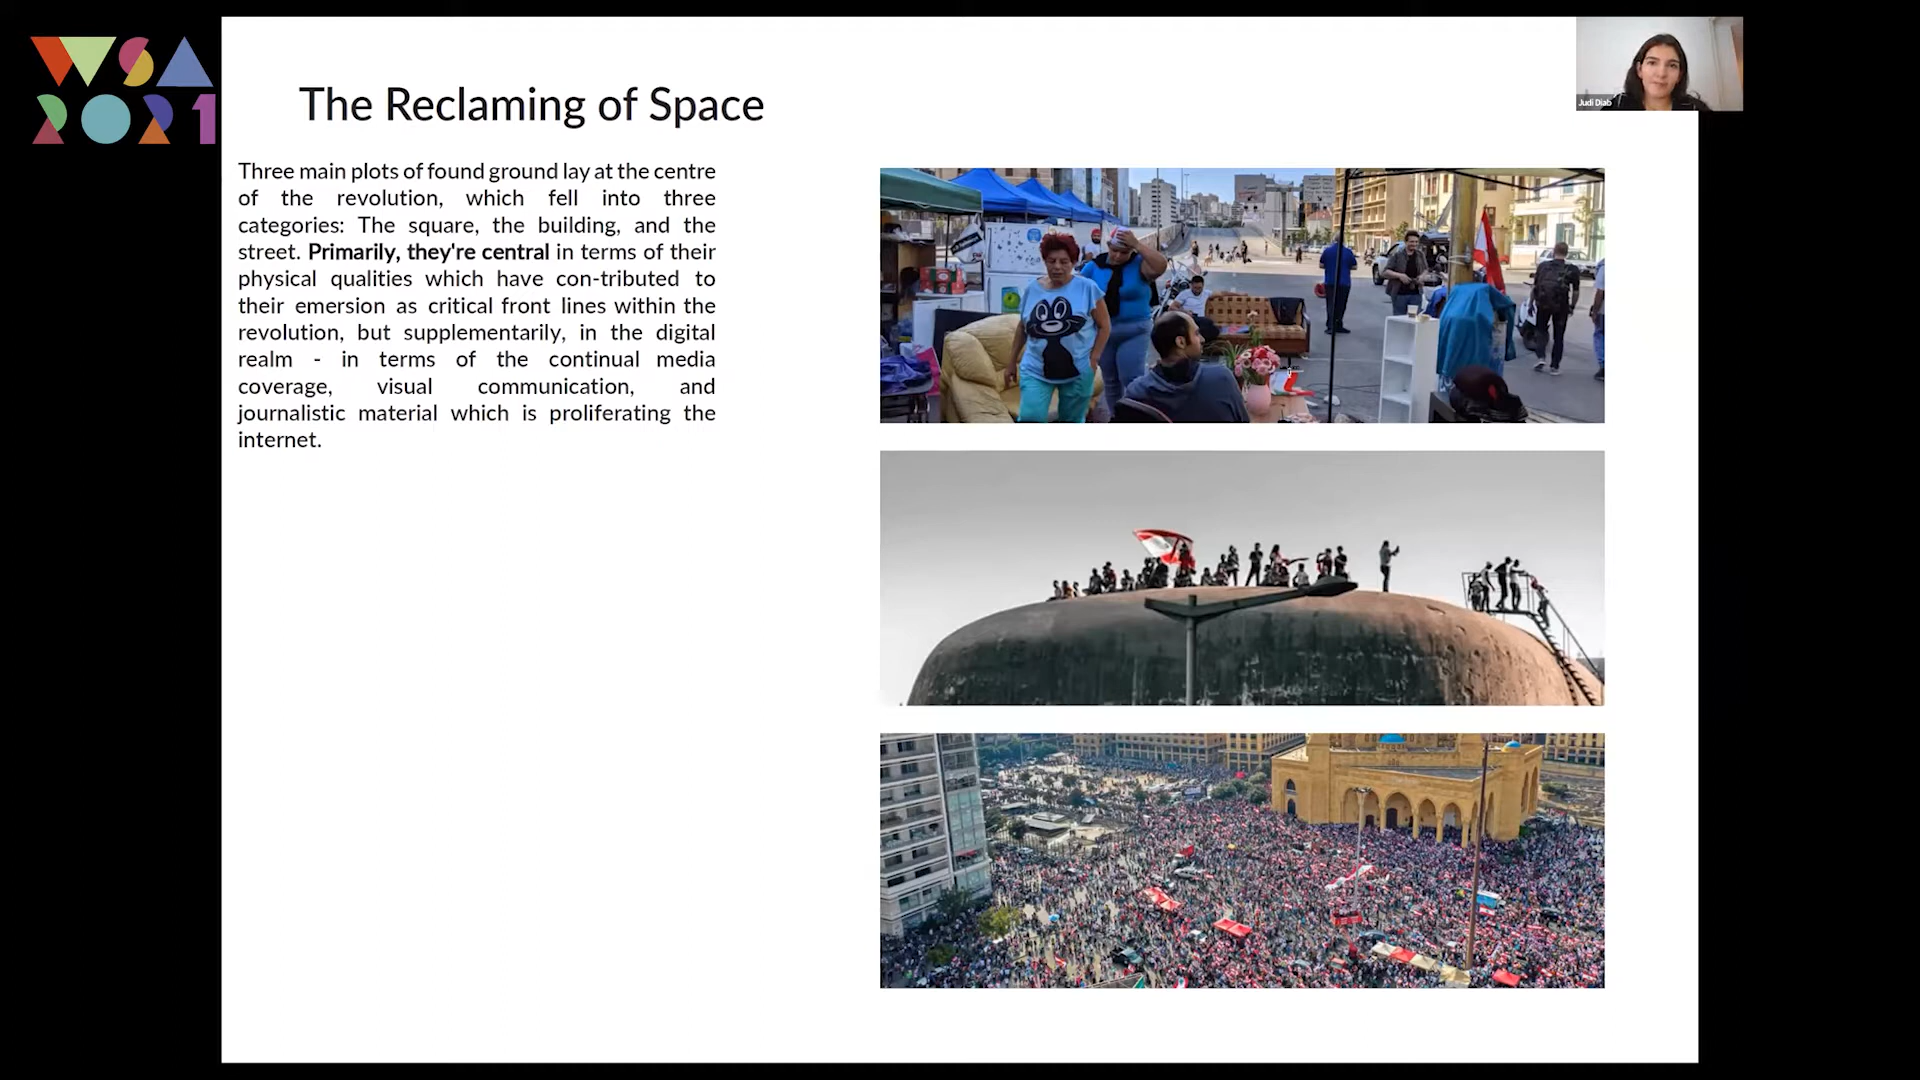 WSA
2021
The Reclaming of Space
Judi Diab
Three main plots of found ground lay at the centre
of the revolution, which fell into three
categories: The square, the building, and the
street. Primarily, they're central in terms of their
physical qualities which have con-tributed to
their emersion as critical front lines within the
revolution, but supplementarily, in the digital
realm - in terms of the continual media
coverage, visual communication, and
journalistic material which is proliferating the
internet.